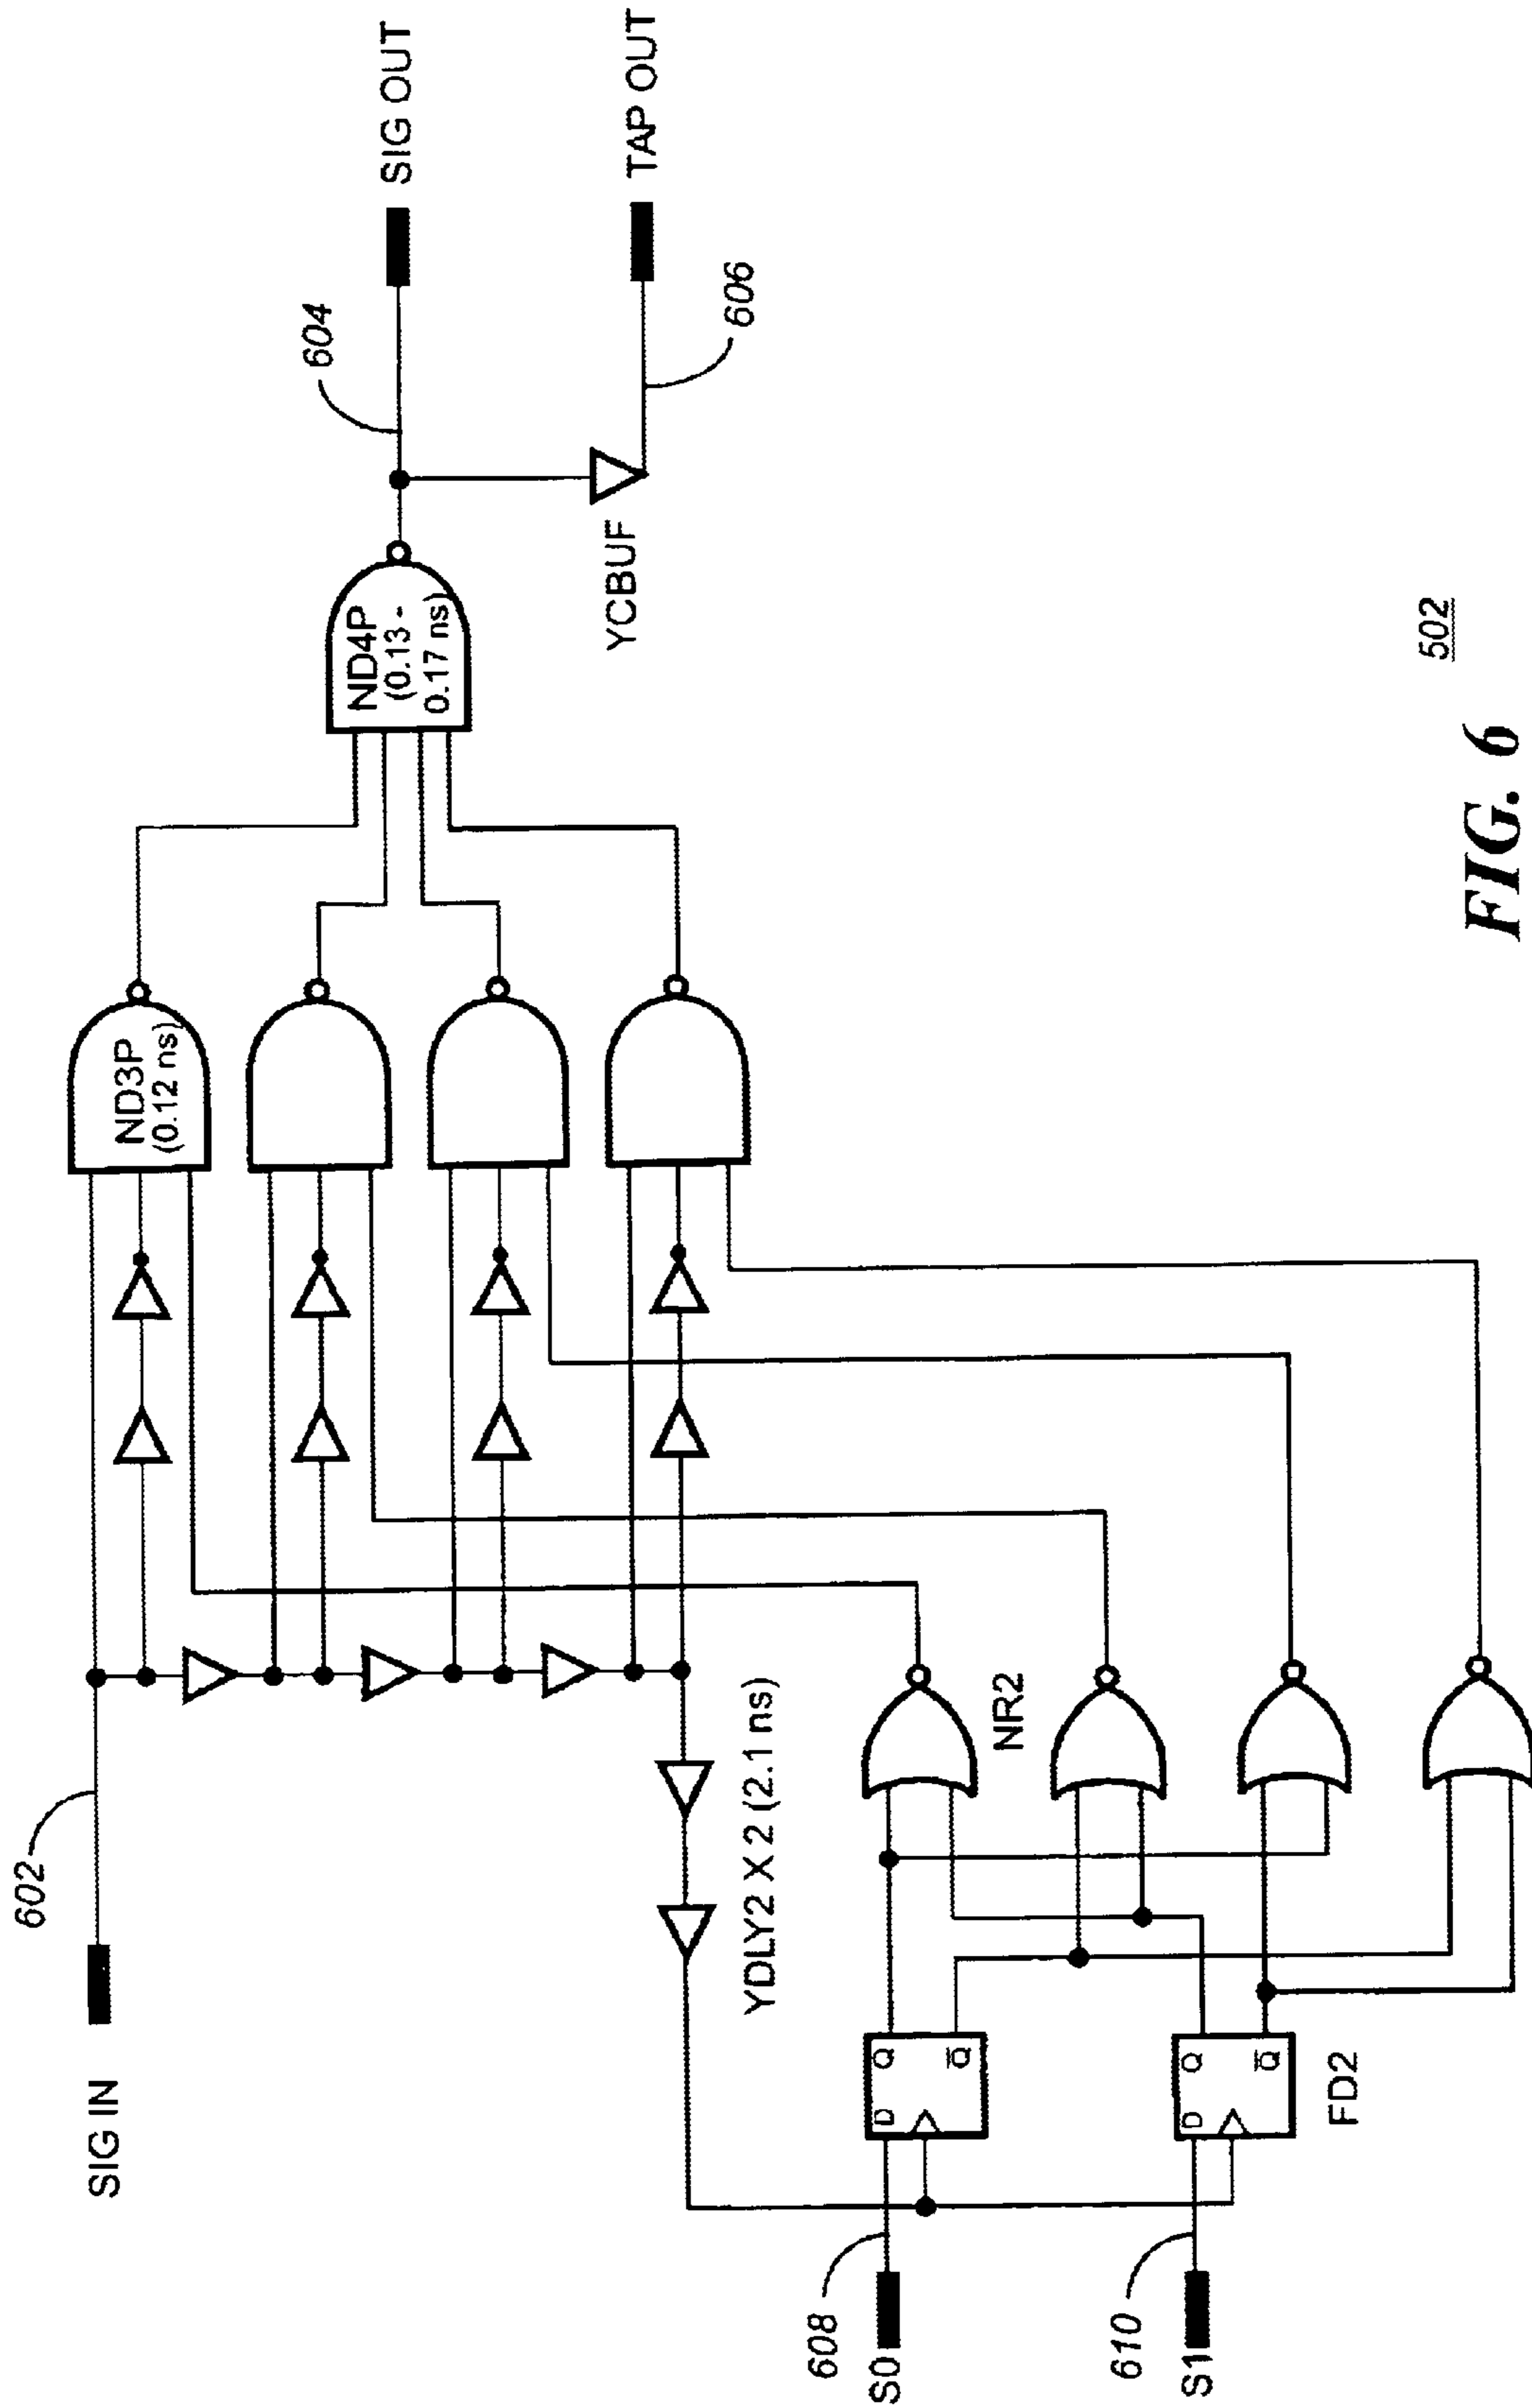 SIG IN
602
ND3P
(0.12 ns)
ND4P
(0.13 -
0.17 ns)
604
SIG OUT
YCBUF
606
TAP OUT
YDLY2 X 2 (2.1 ns)
NR2
608
S0
D
Q
Q̅
610
S1
D
Q
Q̅
FD2
502
FIG. 6